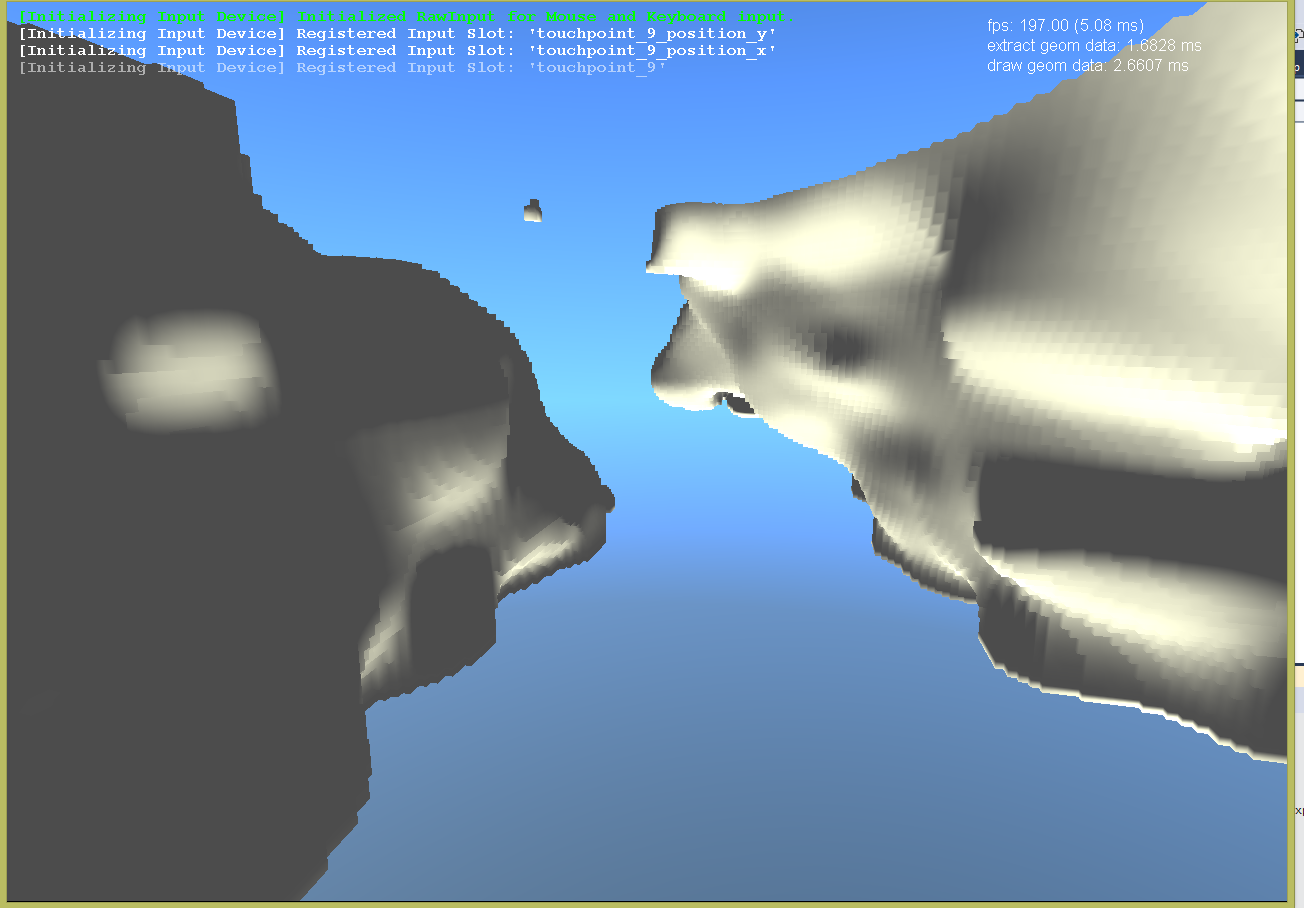 [Initializing Input Device] Initialized RawInput for Mouse and Keyboard input.
[Initializing Input Device] Registered Input Slot: 'touchpoint_9_position_y'
[Initializing Input Device] Registered Input Slot: 'touchpoint_9_position_x'
[Initializing Input Device] Registered Input Slot: 'touchpoint_9'
fps: 197.00 (5.08 ms)
extract geom data: 1.6828 ms
draw geom data: 2.6607 ms